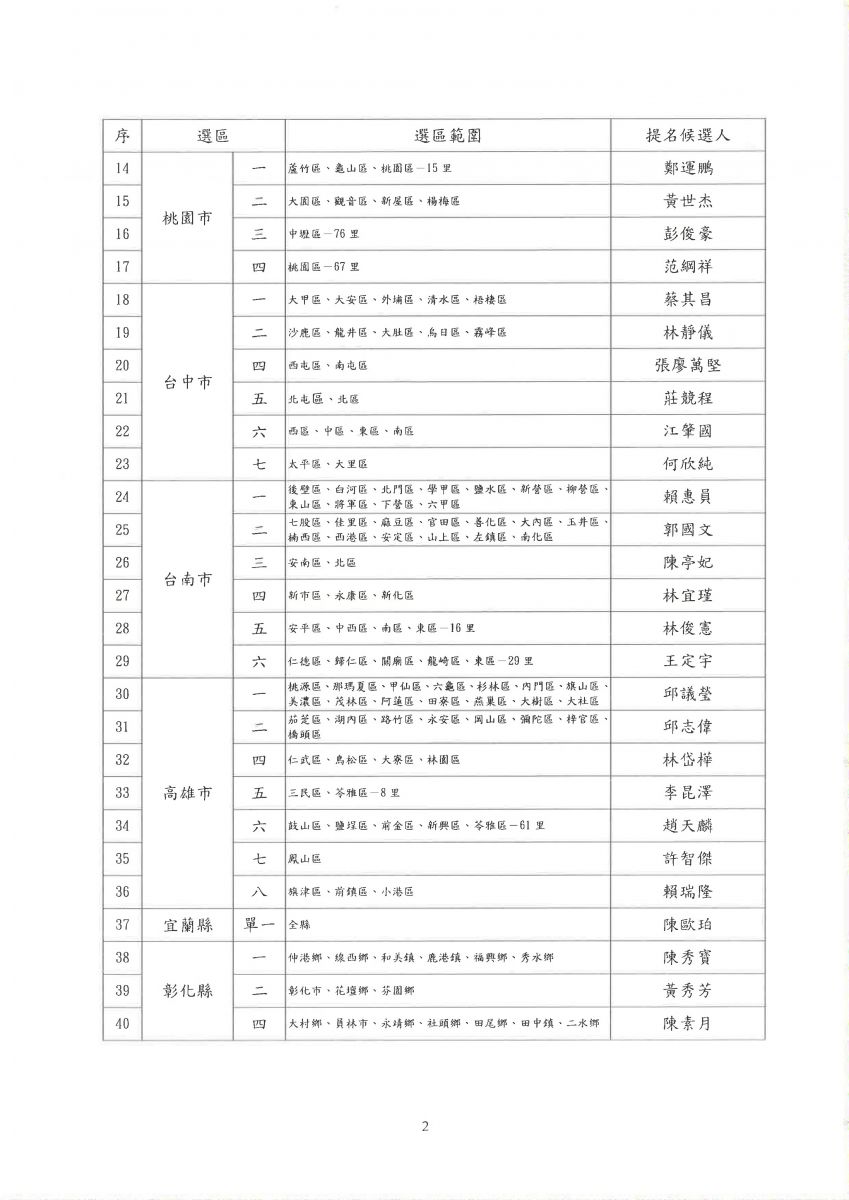 序 選區 選區範圍 提名候選人
14 桃園市 一 蘆竹區、龜山區、桃園區－15 里 鄭運鵬
15 二 大園區、觀音區、新屋區、楊梅區 黃世杰
16 三 中壢區－76 里 彭俊豪
17 四 桃園區－67 里 范綱祥
18 台中市 一 大甲區、大安區、外埔區、清水區、梧棲區 蔡其昌
19 二 沙鹿區、龍井區、大肚區、烏日區、霧峰區 林靜儀
20 四 西屯區、南屯區 張廖萬堅
21 五 北屯區、北區 莊競程
22 六 西區、中區、東區、南區 江肇國
23 七 太平區、大里區 何欣純
24 台南市 一 後壁區、白河區、北門區、學甲區、鹽水區、新營區、柳營區、
東山區、將軍區、下營區、六甲區 賴惠員
25 二 七股區、佳里區、麻豆區、官田區、善化區、大內區、玉井區、
楠西區、西港區、安定區、山上區、左鎮區、南化區 郭國文
26 三 安南區、北區 陳亭妃
27 四 新市區、永康區、新化區 林宜瑾
28 五 安平區、中西區、南區、東區－16 里 林俊憲
29 六 仁德區、歸仁區、關廟區、龍崎區、東區－29 里 王定宇
30 高雄市 一 桃源區、那瑪夏區、甲仙區、六龜區、杉林區、內門區、旗山區、
美濃區、茂林區、阿蓮區、田寮區、燕巢區、大樹區、大社區 邱議瑩
31 二 茄萣區、湖內區、路竹區、永安區、岡山區、彌陀區、梓官區、
橋頭區 邱志偉
32 四 仁武區、鳥松區、大寮區、林園區 林岱樺
33 五 三民區、苓雅區－8 里 李昆澤
34 六 鼓山區、鹽埕區、前金區、新興區、苓雅區－61 里 趙天麟
35 七 鳳山區 許智傑
36 八 旗津區、前鎮區、小港區 賴瑞隆
37 宜蘭縣 單一 全縣 陳歐珀
38 彰化縣 一 伸港鄉、線西鄉、和美鎮、鹿港鎮、福興鄉、秀水鄉 陳秀寳
39 二 彰化市、花壇鄉、芬園鄉 黃秀芳
40 四 大村鄉、員林市、永靖鄉、社頭鄉、田尾鄉、田中鎮、二水鄉 陳素月
2